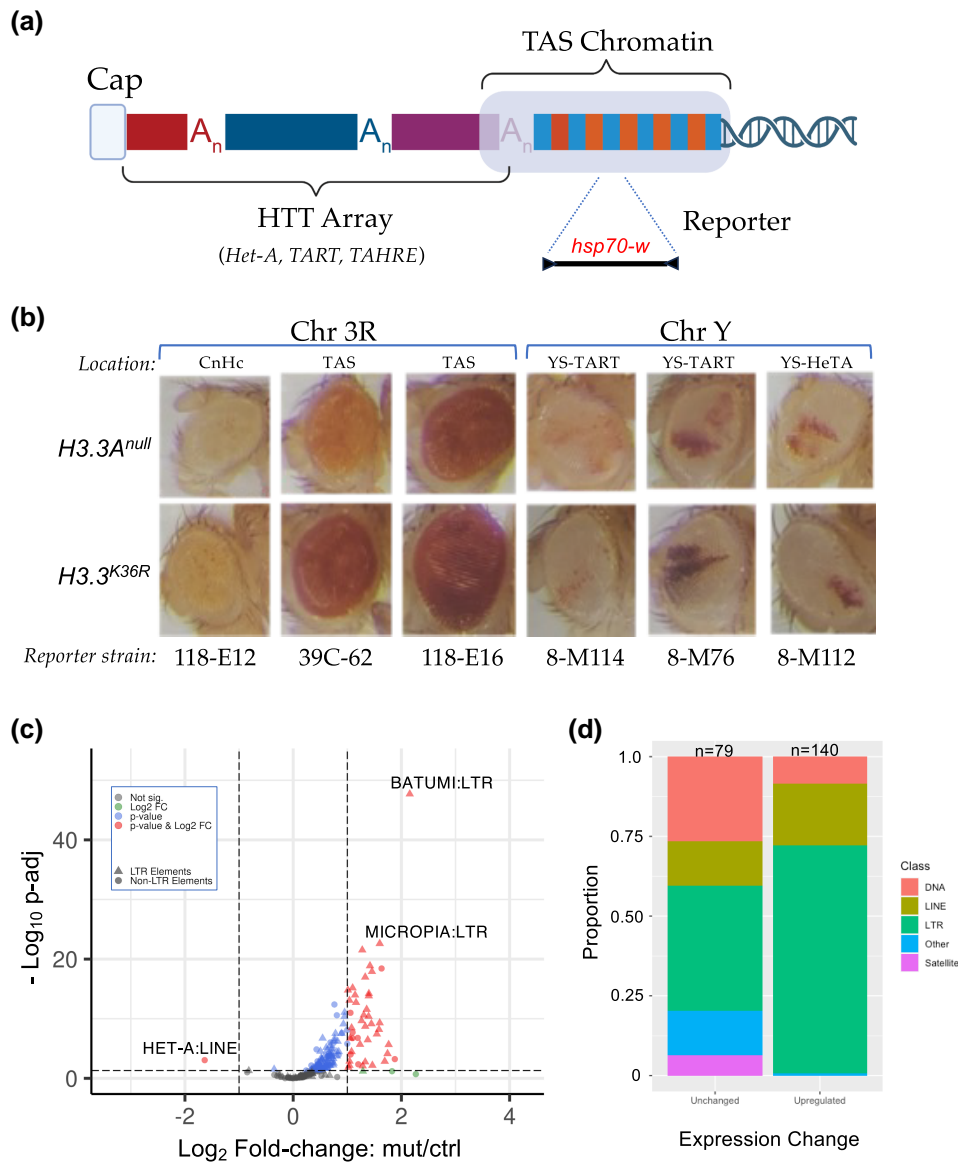 (a)
TAS Chromatin
Cap
An
An
An
HTT Array
(Het-A, TART, TAHRE)
Reporter
hsp70-w
(b)
Chr 3R
Chr Y
Location:
CnHc
TAS
TAS
YS-TART
YS-TART
YS-HeTA
H3.3Anull
H3.3K36R
Reporter strain:
118-E12
39C-62
118-E16
8-M114
8-M76
8-M112
(c)
BATUMI:LTR
Not sig.
Log2 FC
p-value
p-value & Log2 FC
LTR Elements
Non-LTR Elements
MICROPIA:LTR
HET-A:LINE
- Log10 p-adj
40
20
0
-2
0
2
4
Log2 Fold-change: mut/ctrl
(d)
n=79
n=140
1.0
0.75
0.50
0.25
0
Proportion
Class
DNA
LINE
LTR
Other
Satellite
Unchanged
Upregulated
Expression Change